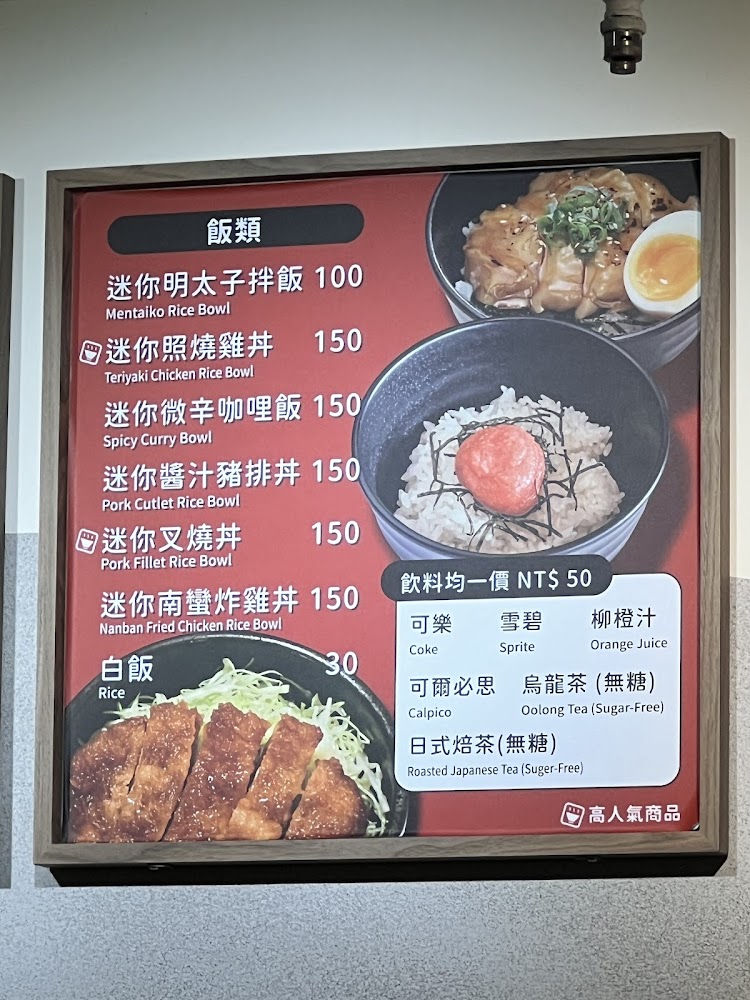 飯類
迷你明太子拌飯 100
Mentaiko Rice Bowl
迷你照燒雞丼 150
Teriyaki Chicken Rice Bowl
迷你微辛咖哩飯 150
Spicy Curry Bowl
迷你醬汁豬排丼 150
Pork Cutlet Rice Bowl
迷你叉燒丼 150
Pork Fillet Rice Bowl
迷你南蠻炸雞丼 150
Nanban Fried Chicken Rice Bowl
白飯 30
Rice
飲料均一價 NT$ 50
可樂 雪碧 柳橙汁
Coke Sprite Orange Juice
可爾必思 烏龍茶 (無糖)
Calpico Oolong Tea (Sugar-Free)
日式焙茶(無糖)
Roasted Japanese Tea (Suger-Free)
高人氣商品